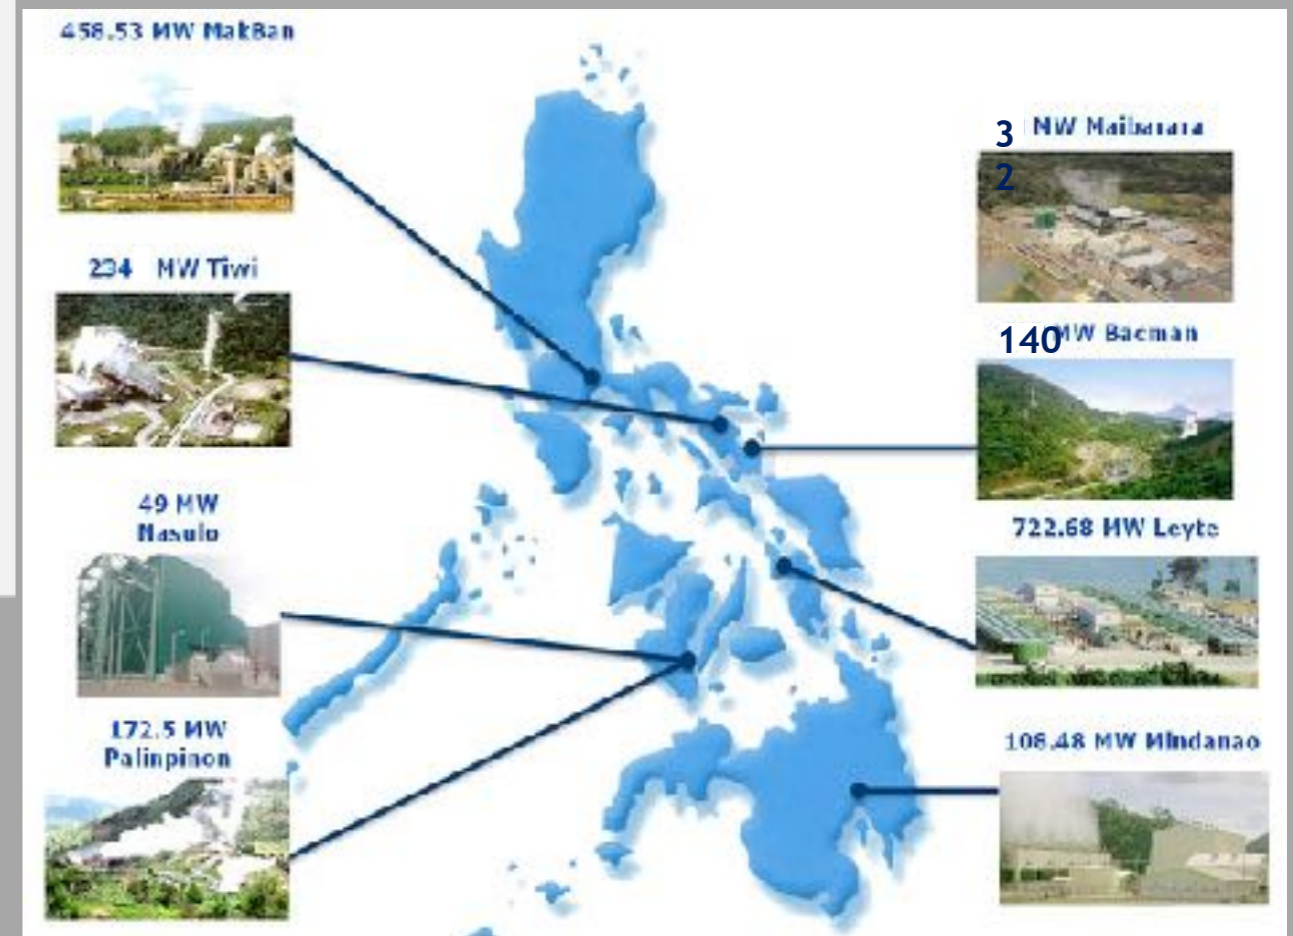 458.53 MW MakBan
234 MW Tiwi
49 MW
Nasulo
172.5 MW
Palinpinon
3 MW Maibarara
2
140 MW Bacman
722.68 MW Leyte
108.48 MW Mindanao